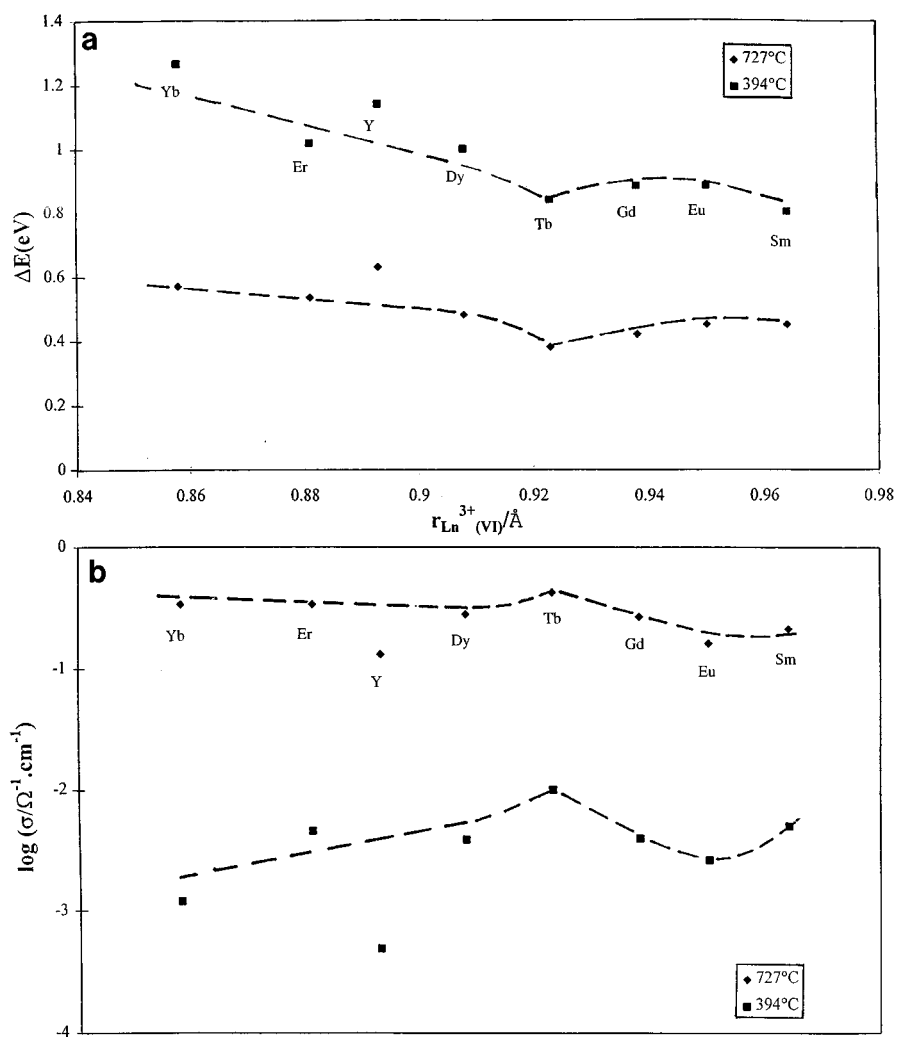 a
1.4
1.2
1
0.8
0.6
0.4
0.2
0
ΔE(eV)
727°C
394°C
Yb
Er
Y
Dy
Tb
Gd
Eu
Sm
0.84
0.86
0.88
0.9
0.92
0.94
0.96
0.98
r Ln 3+ (VI)/Å
b
0
-1
-2
-3
-4
log (σ/Ω⁻¹.cm⁻¹)
Yb
Er
Y
Dy
Tb
Gd
Eu
Sm
727°C
394°C